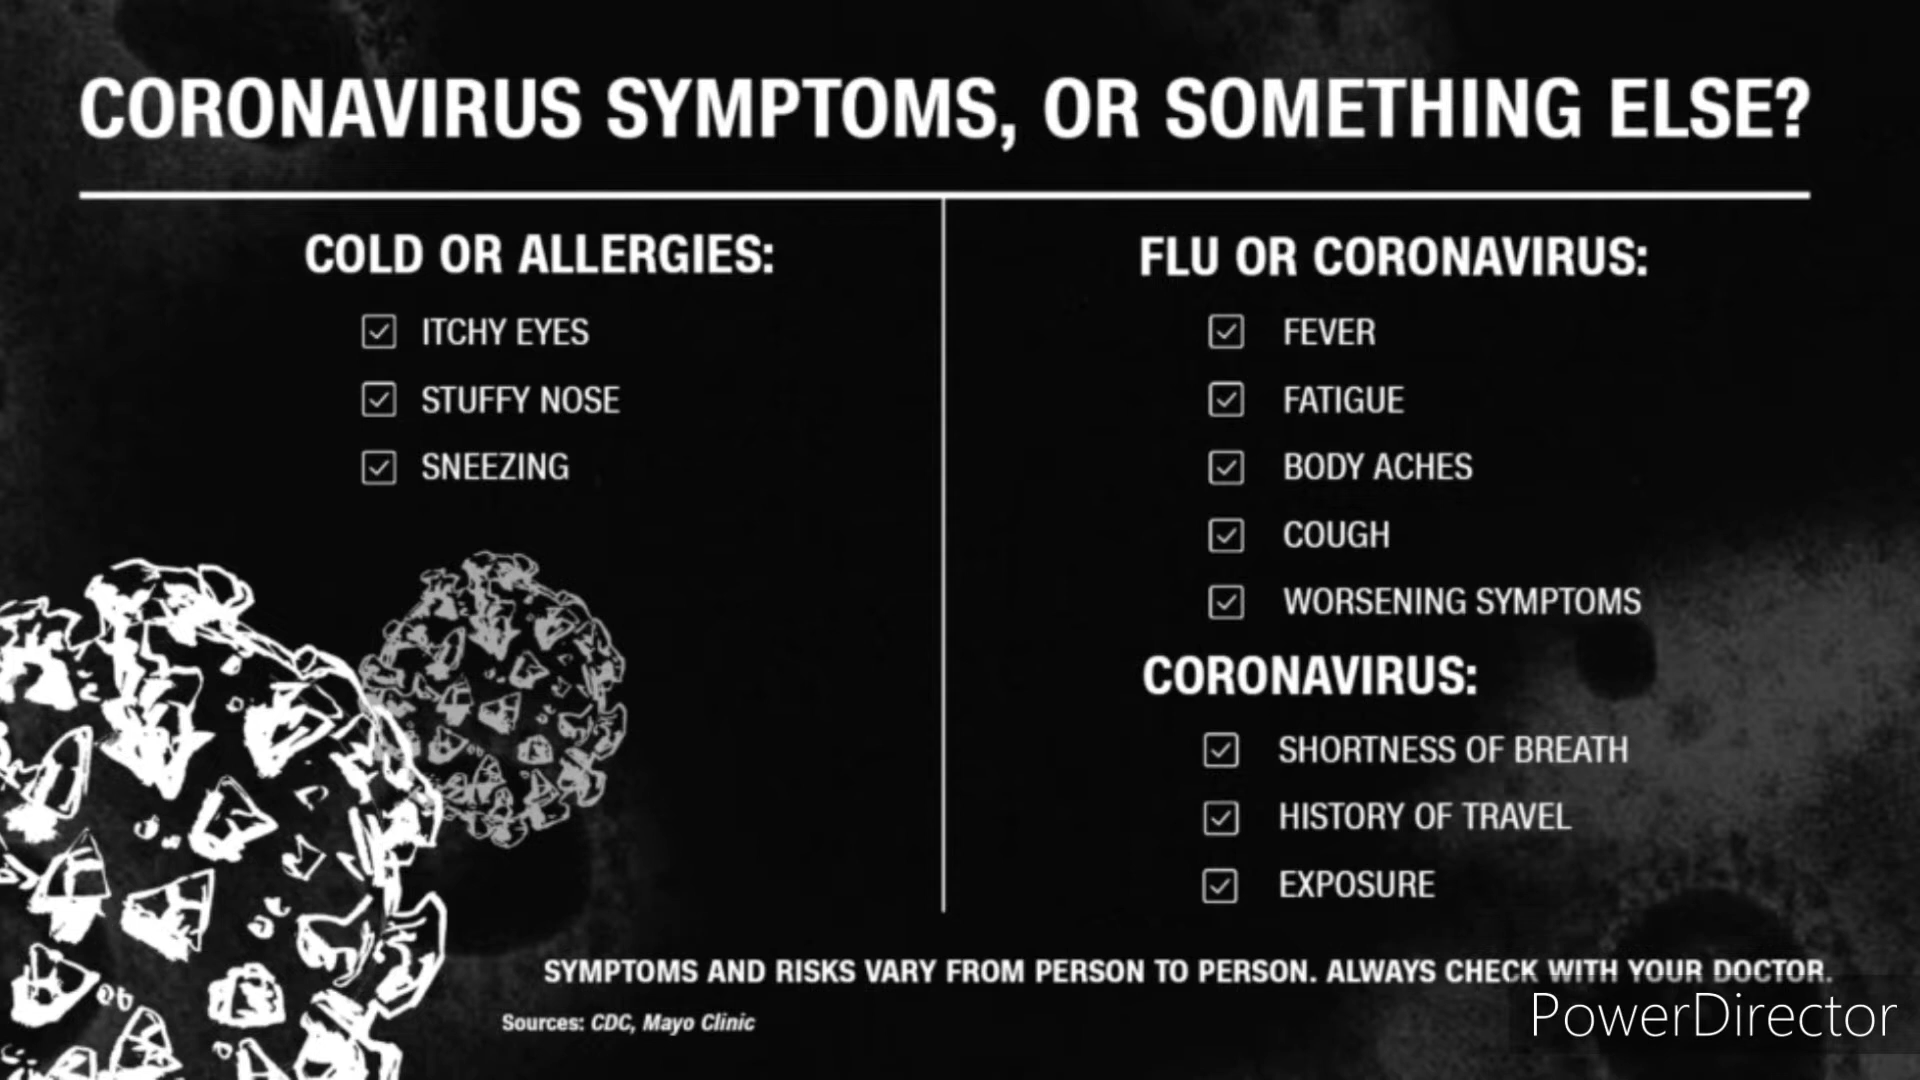 CORONAVIRUS SYMPTOMS, OR SOMETHING ELSE?
COLD OR ALLERGIES:
ITCHY EYES
STUFFY NOSE
SNEEZING
FLU OR CORONAVIRUS:
FEVER
FATIGUE
BODY ACHES
COUGH
WORSENING SYMPTOMS
CORONAVIRUS:
SHORTNESS OF BREATH
HISTORY OF TRAVEL
EXPOSURE
SYMPTOMS AND RISKS VARY FROM PERSON TO PERSON. ALWAYS CHECK WITH YOUR DOCTOR.
Sources: CDC, Mayo Clinic
PowerDirector